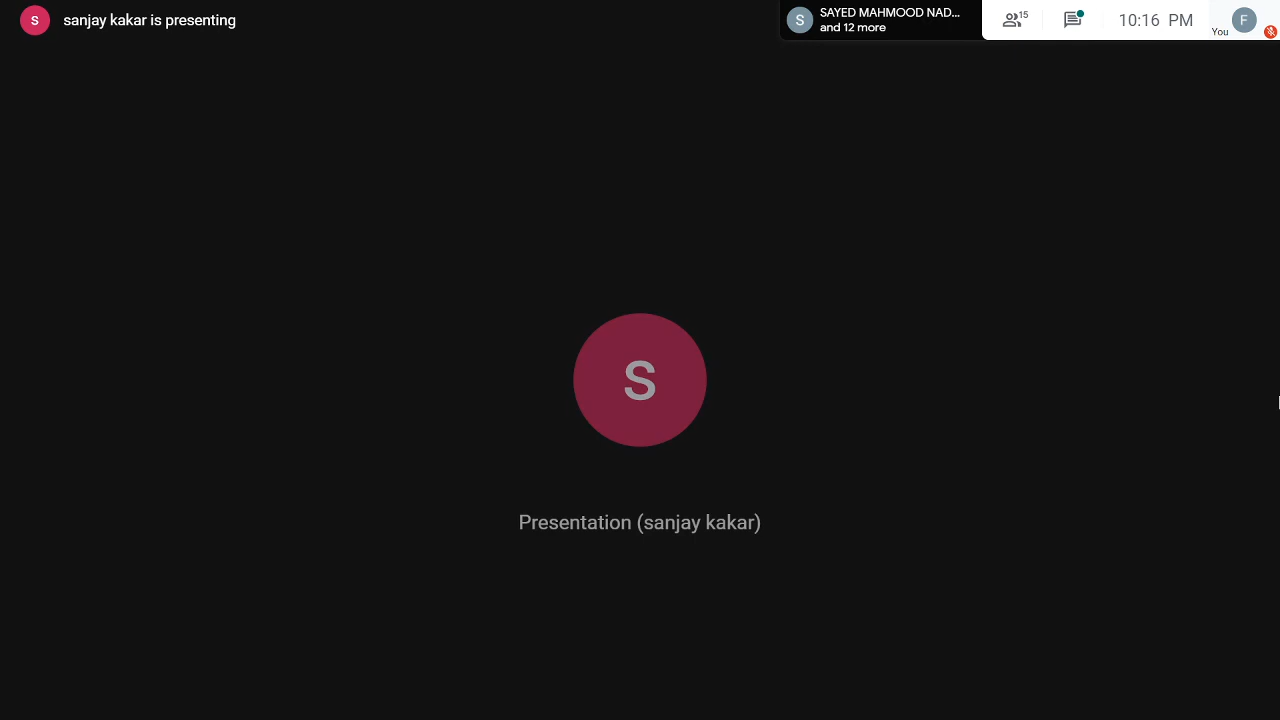 S sanjay kakar is presenting
S SAYED MAHMOOD NAD...
and 12 more
15
10:16 PM
You
F
S
Presentation (sanjay kakar)